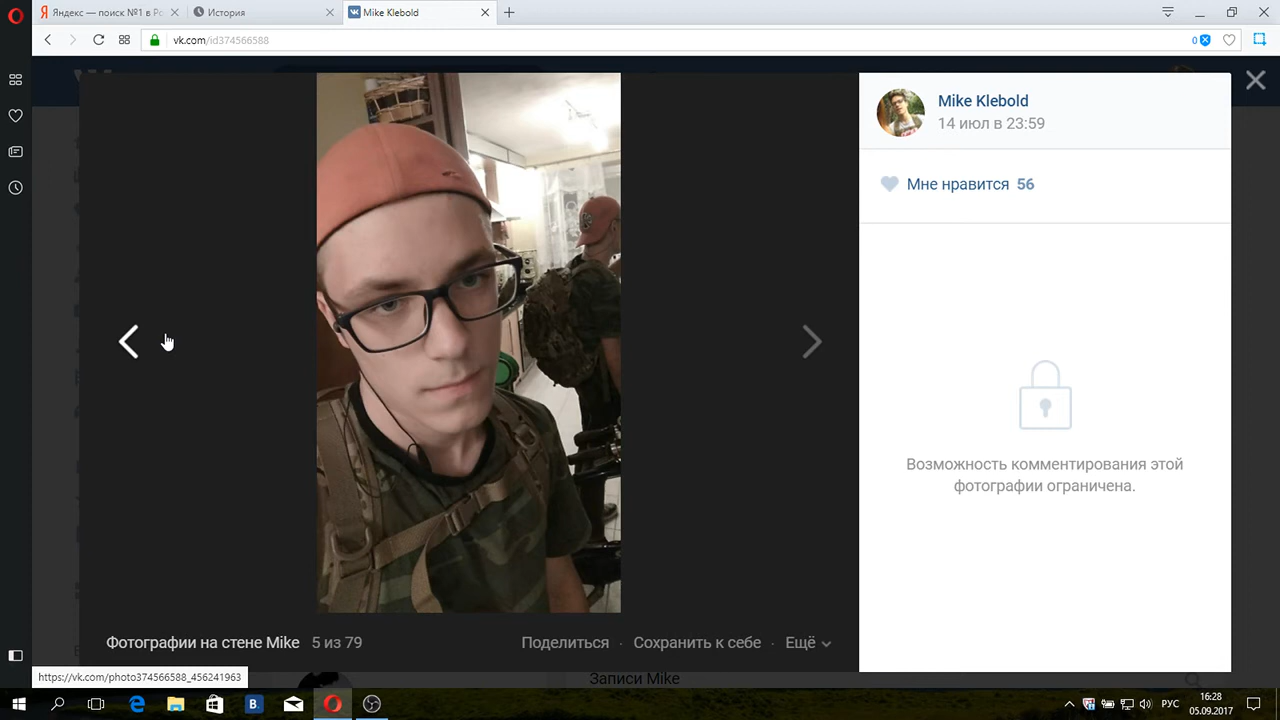 Яндекс — поиск №1 в Рс
История
Mike Klebold
vk.com/id374566588
0
Mike Klebold
14 июл в 23:59
Мне нравится 56
Возможность комментирования этой
фотографии ограничена.
Фотографии на стене Mike 5 из 79
Поделиться · Сохранить к себе · Ещё
https://vk.com/photo374566588_456241963
Записи Mike
B
РУС
16:28
05.09.2017